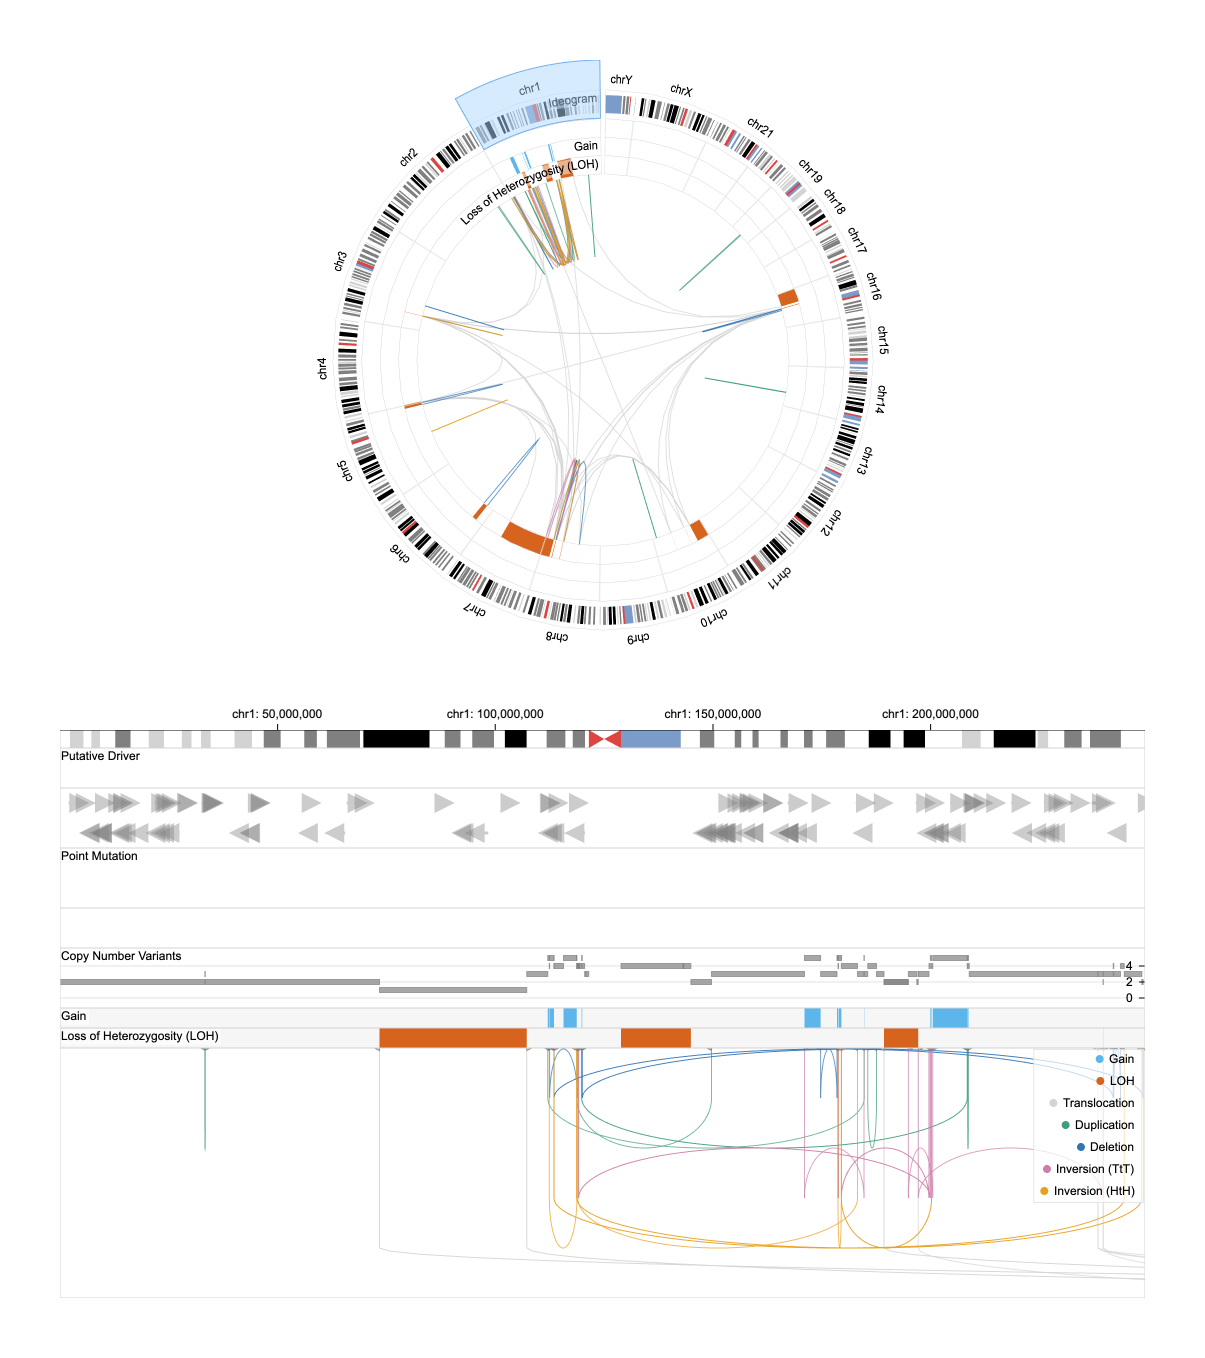 chrY
chrX
chr21
chr19
chr18
chr17
chr16
chr15
chr14
chr13
chr12
chr11
chr10
chr9
chr8
chr7
chr6
chr5
chr4
chr3
chr2
chr1
Ideogram
Gain
Loss of Heterozygosity (LOH)
chr1: 50,000,000
chr1: 100,000,000
chr1: 150,000,000
chr1: 200,000,000
Putative Driver
Point Mutation
Copy Number Variants
4
2
0
Gain
Loss of Heterozygosity (LOH)
Gain
LOH
Translocation
Duplication
Deletion
Inversion (TtT)
Inversion (HtH)